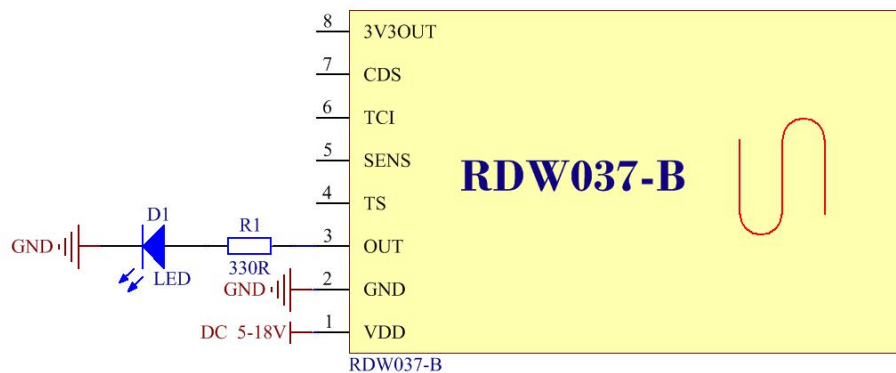 8 3V3OUT
7 CDS
6 TCI
5 SENS
RDW037-B
4 TS
D1
R1
GND
3 OUT
LED
330R
GND
2 GND
DC 5-18V
1 VDD
RDW037-B